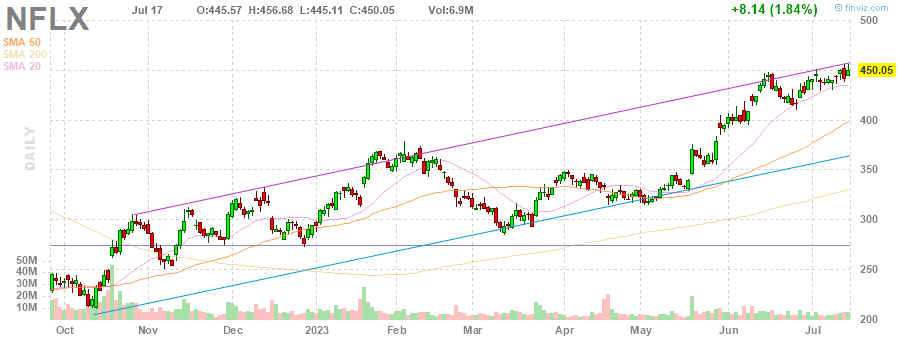 NFLX Jul 17 O:445.57 H:456.68 L:445.11 C:450.05 Vol:6.9M +8.14 (1.84%) @ finviz.com
SMA 50
SMA 200
SMA 20
DAILY
500
450.05
400
350
300
250
200
50M
40M
30M
20M
10M
Oct Nov Dec 2023 Feb Mar Apr May Jun Jul